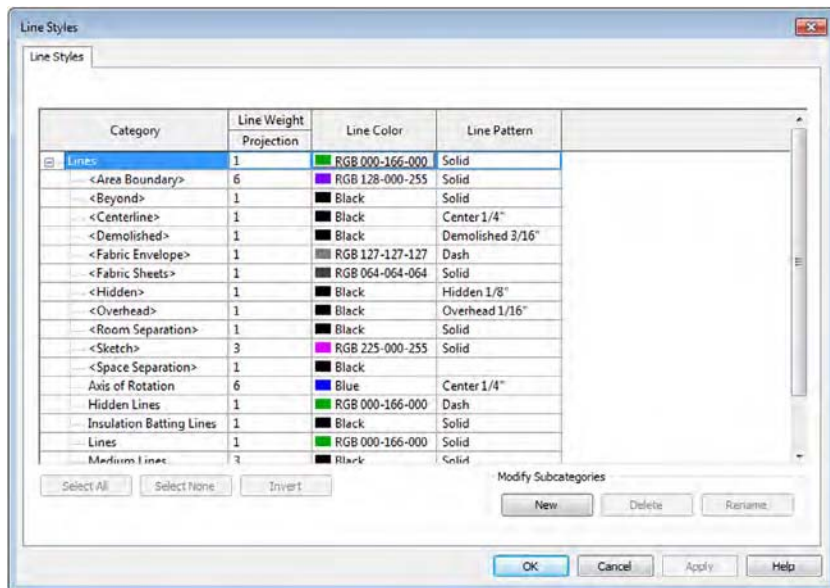 Line Styles
Line Styles
Category Line Weight Line Color Line Pattern
Projection
Lines 1 RGB 000-166-000 Solid
<Area Boundary> 6 RGB 128-000-255 Solid
<Beyond> 1 Black Solid
<Centerline> 1 Black Center 1/4"
<Demolished> 1 Black Demolished 3/16"
<Fabric Envelope> 1 RGB 127-127-127 Dash
<Fabric Sheets> 1 RGB 064-064-064 Solid
<Hidden> 1 Black Hidden 1/8"
<Overhead> 1 Black Overhead 1/16"
<Room Separation> 1 Black Solid
<Sketch> 3 RGB 225-000-255 Solid
<Space Separation> 1 Black
Axis of Rotation 6 Blue Center 1/4"
Hidden Lines 1 RGB 000-166-000 Dash
Insulation Batting Lines 1 Black Solid
Lines 1 RGB 000-166-000 Solid
Medium Lines 3 Black Solid
Select All Select None Invert
Modify Subcategories
New Delete Rename
OK Cancel Apply Help